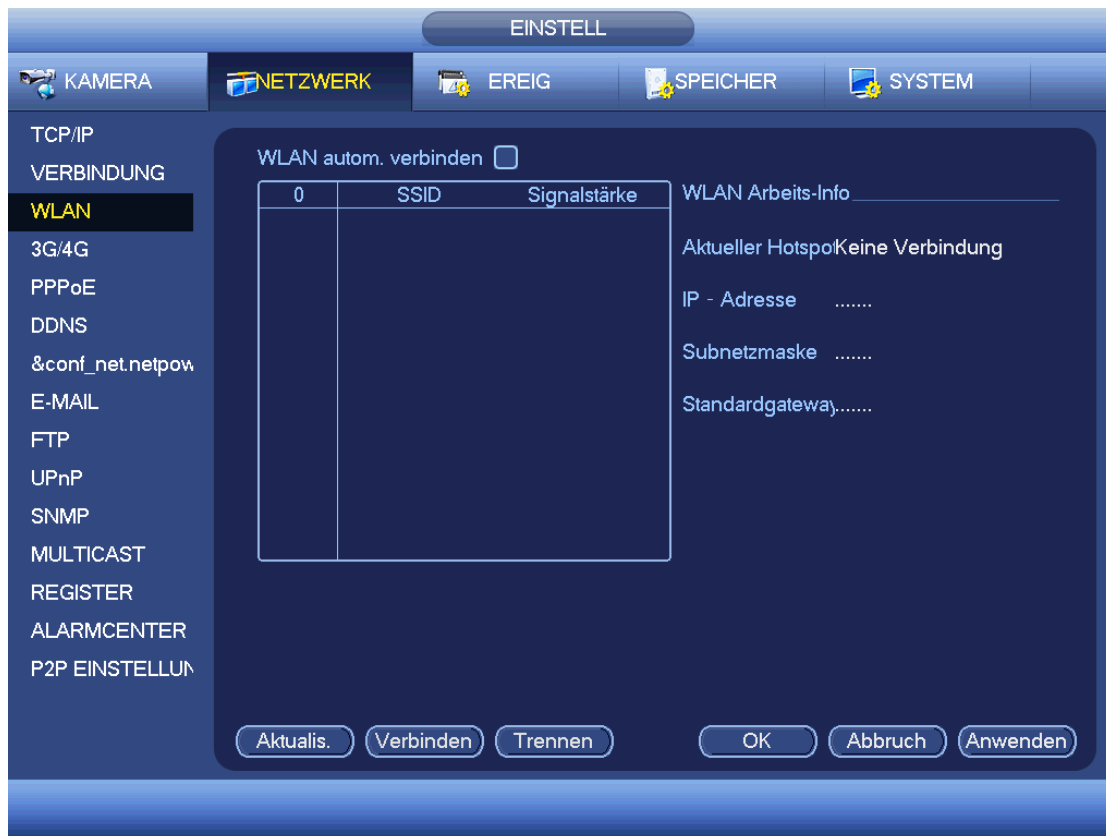 EINSTELL
KAMERA NETZWERK EREIG SPEICHER SYSTEM
TCP/IP
VERBINDUNG
WLAN
3G/4G
PPPoE
DDNS
&conf_net.netpow
E-MAIL
FTP
UPnP
SNMP
MULTICAST
REGISTER
ALARMCENTER
P2P EINSTELLUN
WLAN autom. verbinden
0 SSID Signalstärke
WLAN Arbeits-Info
Aktueller Hotspot Keine Verbindung
IP - Adresse .......
Subnetzmaske .......
Standardgateway .......
Aktualis. Verbinden Trennen OK Abbruch Anwenden